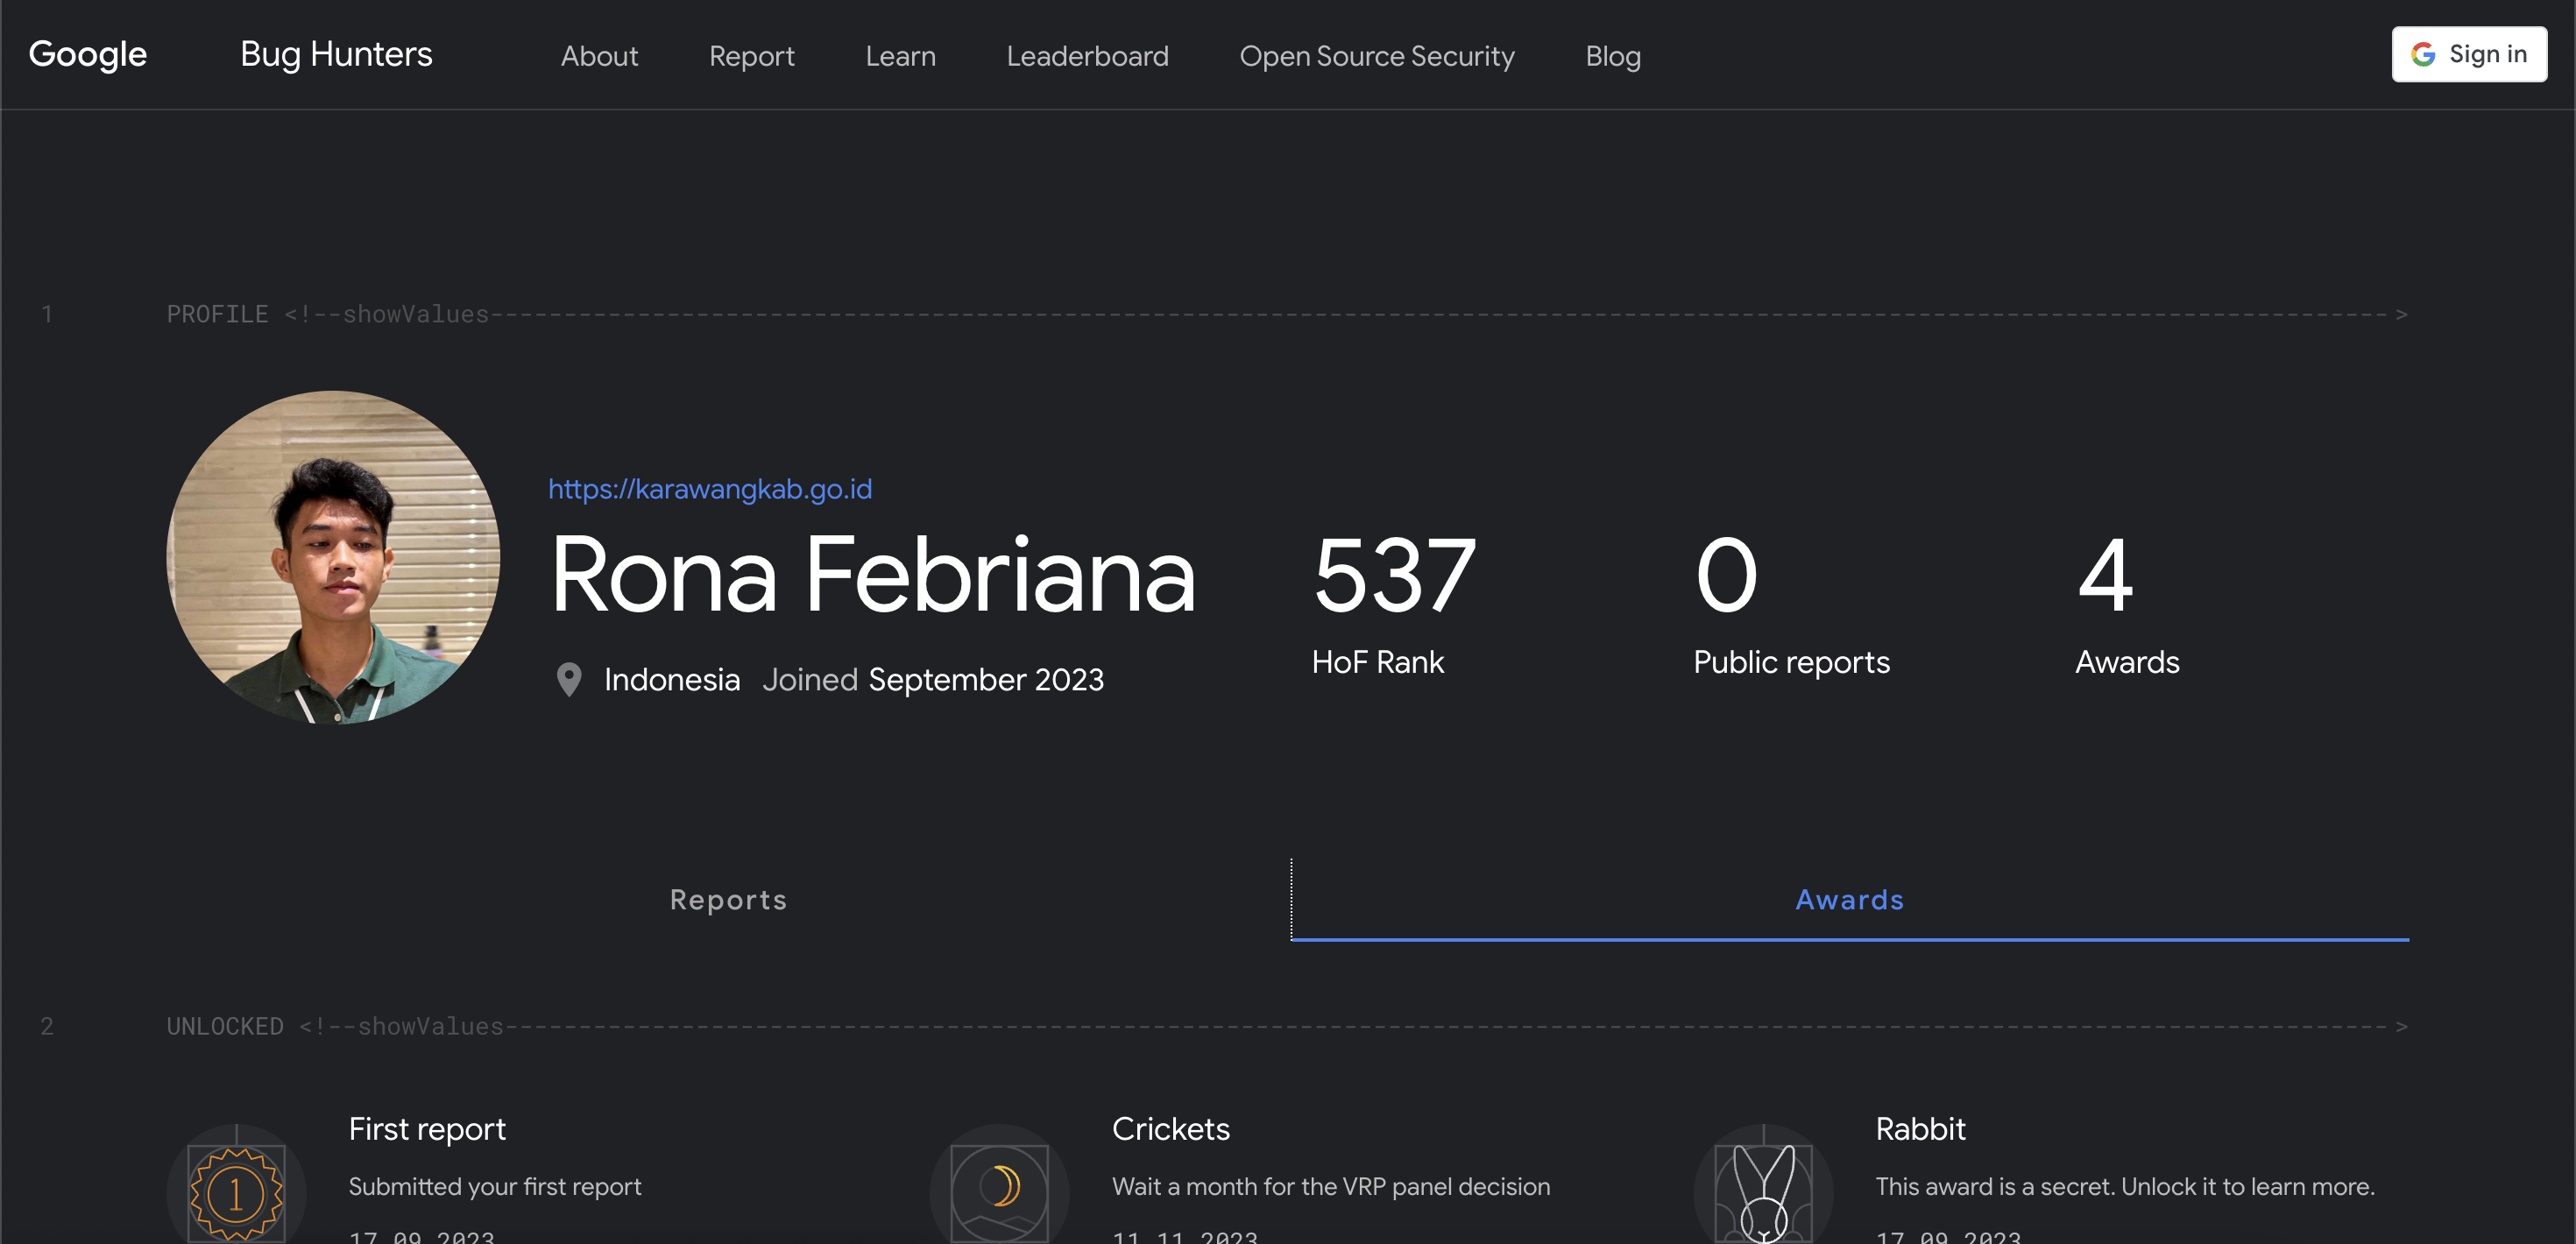 Google Bug Hunters About Report Learn Leaderboard Open Source Security Blog Sign in
1 PROFILE <!--showValues-------------------------------------------------------------------------------------------------------------------------------->
https://karawangkab.go.id
Rona Febriana
Indonesia Joined September 2023
537
HoF Rank
0
Public reports
4
Awards
Reports Awards
2 UNLOCKED <!--showValues------------------------------------------------------------------------------------------------------------------------------->
1
First report
Submitted your first report
17.09.2023
Crickets
Wait a month for the VRP panel decision
11.11.2023
Rabbit
This award is a secret. Unlock it to learn more.
17.09.2023